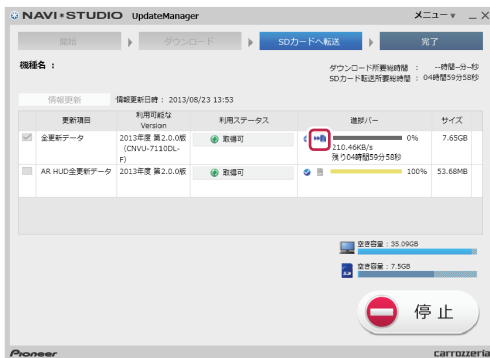 NAVI*STUDIO UpdateManager
メニュー
開始
ダウンロード
SDカードへ転送
完了
機種名：
ダウンロード所要総時間 ： --時間--分--秒
SDカード転送所要総時間 ： 04時間59分58秒
情報更新
情報更新日時： 2013/08/23 13:53
更新項目
利用可能な
Version
利用ステータス
進捗バー
サイズ
全更新データ
2013年度 第2.0.0版
（CNVU-7110DL-
F）
取得可
0%
210.46KB/s
残り04時間59分58秒
7.65GB
AR HUD全更新データ
2013年度 第2.0.0版
取得可
100%
53.68MB
空き容量：35.09GB
空き容量：7.5GB
停止
Pioneer
carrozzeria